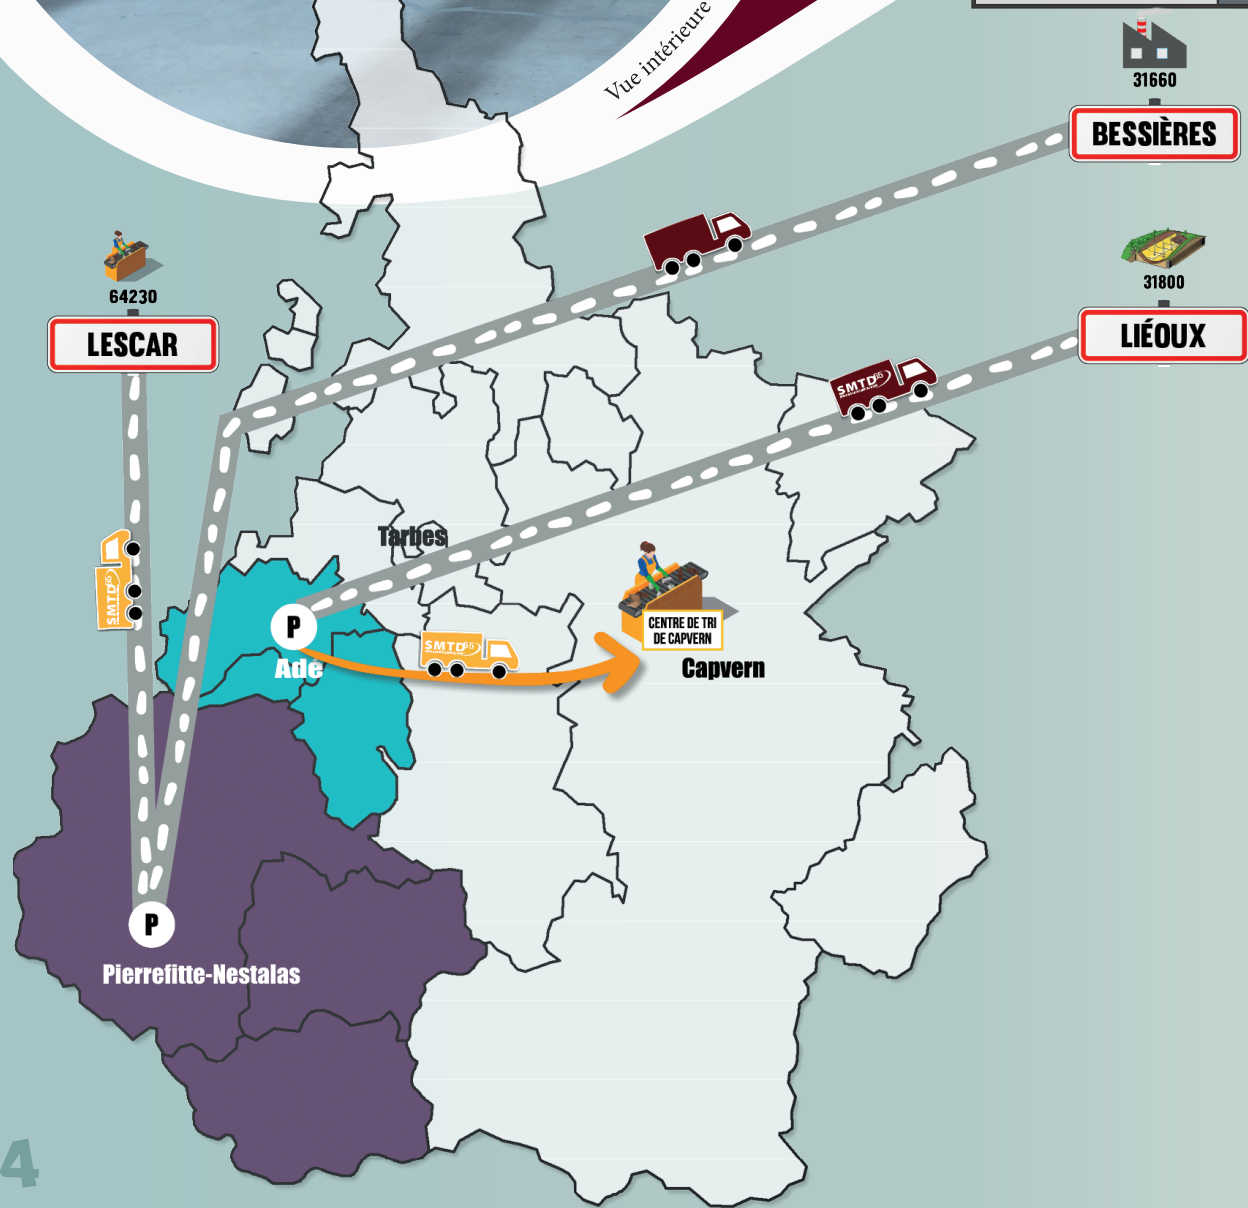 Vue intérieure
31660
BESSIÈRES
64230
LESCAR
31800
LIÉOUX
SMTD65
Tarbes
SMTD65
P
Adé
SMTD65
CENTRE DE TRI
DE CAPVERN
Capvern
P
Pierrefitte-Nestalas
4